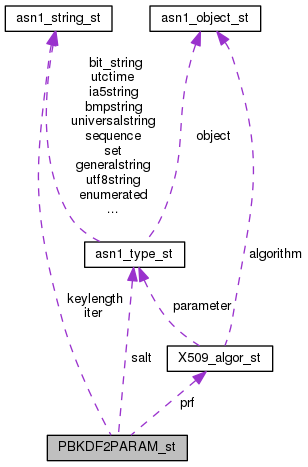 asn1_string_st
asn1_object_st
bit_string
utctime
ia5string
bmpstring
universalstring
sequence
set
generalstring
utf8string
enumerated
...
object
asn1_type_st
algorithm
keylength
iter
parameter
salt
X509_algor_st
prf
PBKDF2PARAM_st